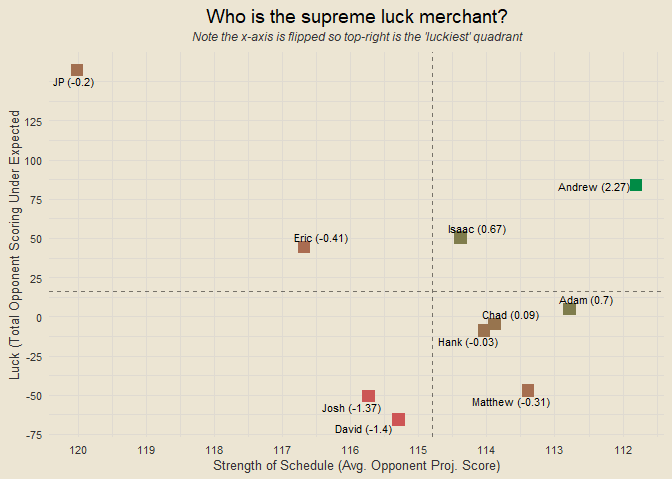 Who is the supreme luck merchant?
Note the x-axis is flipped so top-right is the 'luckiest' quadrant
JP (-0.2)
Andrew (2.27)
Isaac (0.67)
Eric (-0.41)
Adam (0.7)
Chad (0.09)
Hank (-0.03)
Matthew (-0.31)
Josh (-1.37)
David (-1.4)
Luck (Total Opponent Scoring Under Expected
125
100
75
50
25
0
-25
-50
-75
120 119 118 117 116 115 114 113 112
Strength of Schedule (Avg. Opponent Proj. Score)